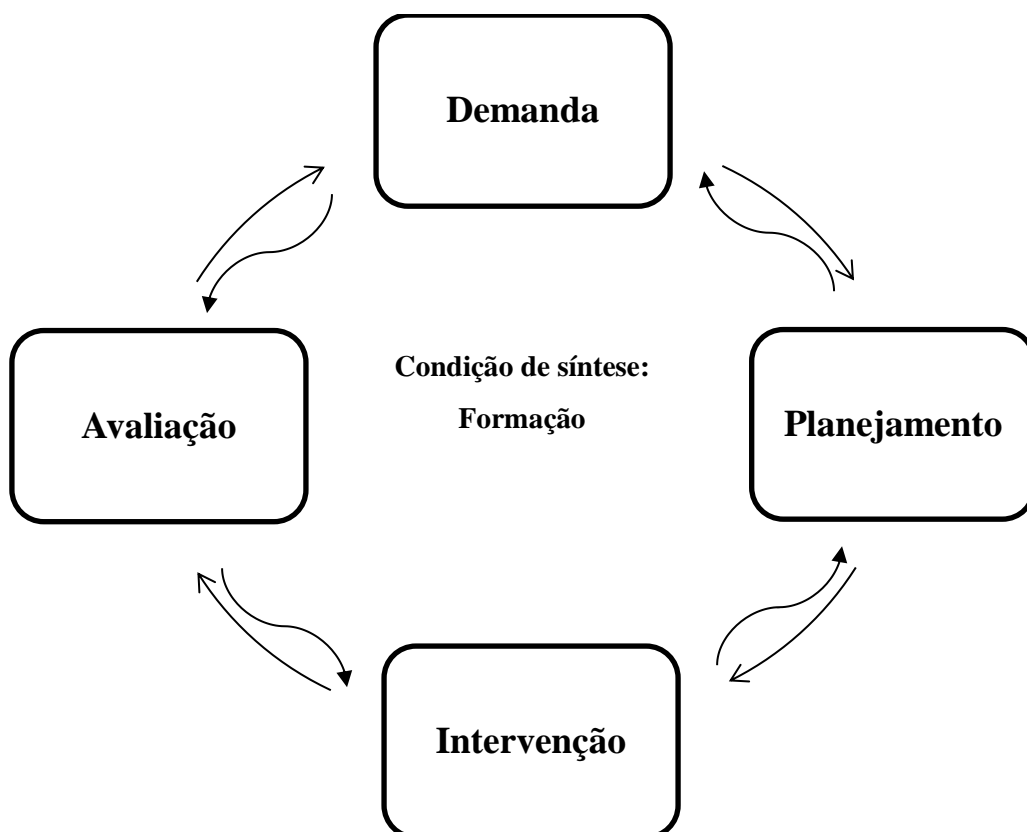 Demanda
Condição de síntese:
Formação
Avaliação
Planejamento
Intervenção